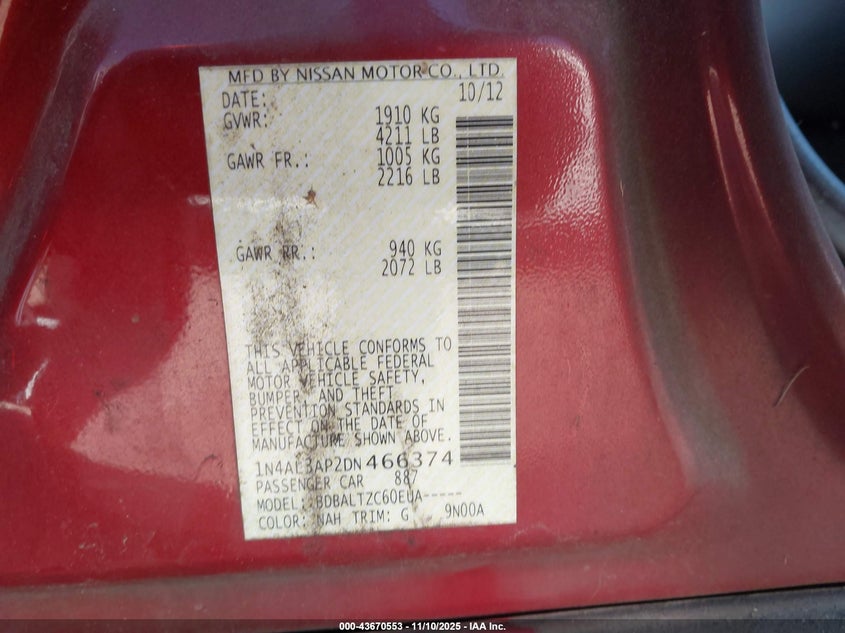 MFD BY NISSAN MOTOR CO., LTD.
DATE: 10/12
GVWR: 1910 KG
4211 LB
GAWR FR.: 1005 KG
2216 LB
GAWR RR.: 940 KG
2072 LB
THIS VEHICLE CONFORMS TO
ALL APPLICABLE FEDERAL
MOTOR VEHICLE SAFETY,
BUMPER, AND THEFT
PREVENTION STANDARDS IN
EFFECT ON THE DATE OF
MANUFACTURE SHOWN ABOVE.
1N4AL3AP2DN466374
PASSENGER CAR 887
MODEL: BDBALTZC60EUA-----
COLOR: NAH TRIM: G 9N00A
000-43670553 — 11/10/2025 — IAA Inc.